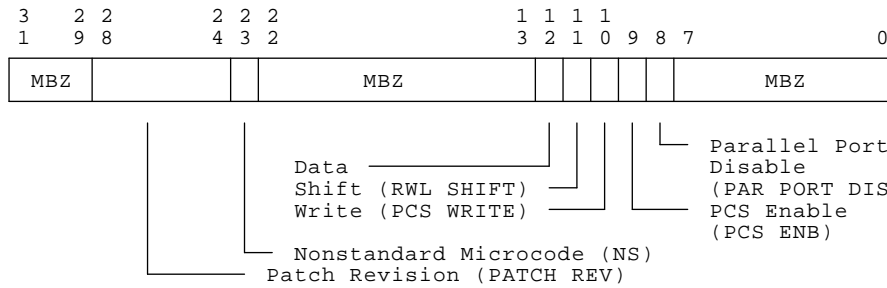 3 2 2 2 2 2 1 1 1 1
1 9 8 4 3 2 3 2 1 0 9 8 7 0
MBZ MBZ MBZ
Parallel Port
Data Disable
Shift (RWL SHIFT) (PAR PORT DIS
Write (PCS WRITE) PCS Enable
(PCS ENB)
Nonstandard Microcode (NS)
Patch Revision (PATCH REV)